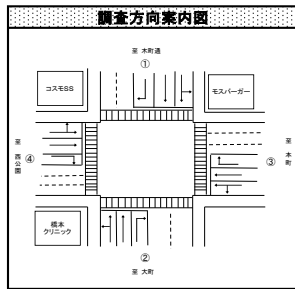 調査方向案内図
至 木町通
①
コスモSS
モスバーガー
至 西公園
④
③
至 本町
橋本
クリニック
②
至 大町